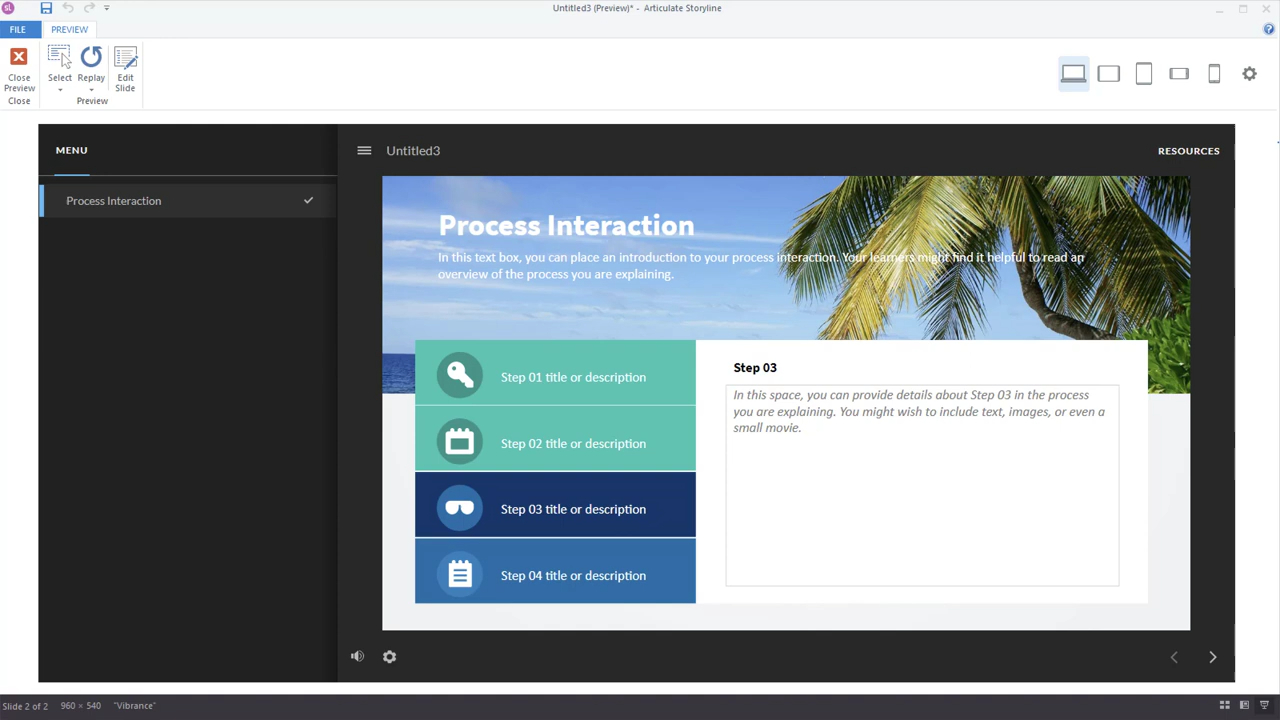 Untitled3 (Preview)* - Articulate Storyline
FILE
PREVIEW
Close
Preview
Close
Select
Replay
Edit
Slide
Preview
MENU
Process Interaction
Untitled3
RESOURCES
Process Interaction
In this text box, you can place an introduction to your process interaction. Your learners might find it helpful to read an
overview of the process you are explaining.
Step 01 title or description
Step 02 title or description
Step 03 title or description
Step 04 title or description
Step 03
In this space, you can provide details about Step 03 in the process
you are explaining. You might wish to include text, images, or even a
small movie.
Slide 2 of 2
960 × 540
"Vibrance"